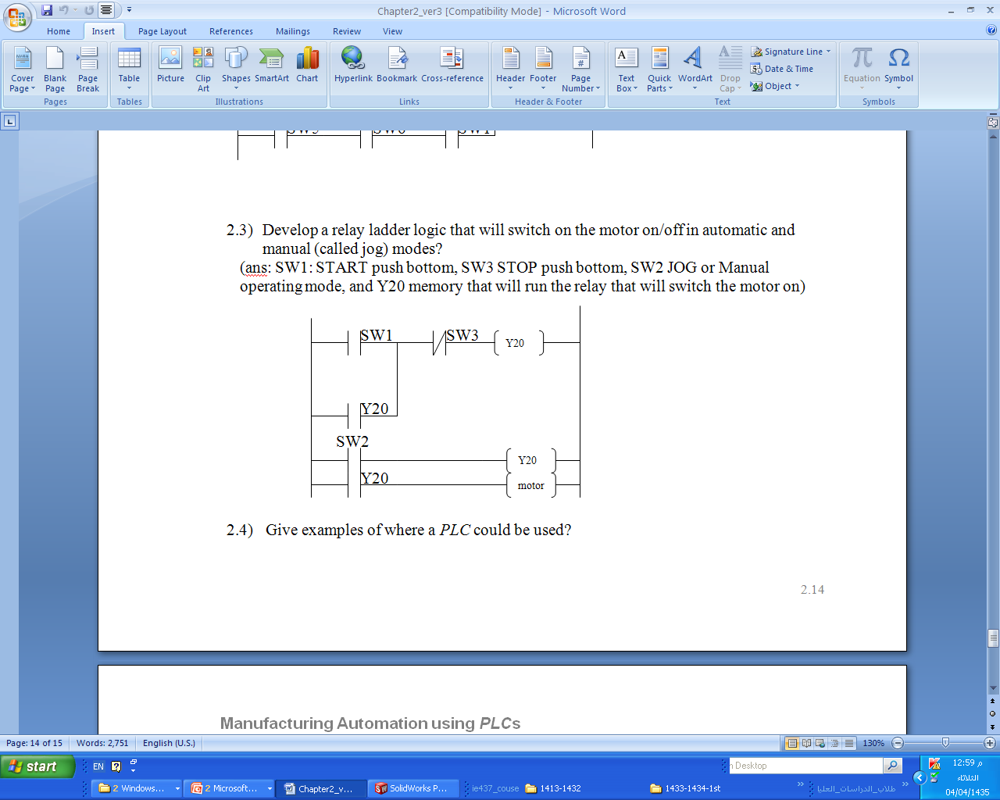 Chapter2_ver3 [Compatibility Mode] - Microsoft Word
Home Insert Page Layout References Mailings Review View
Cover Page Blank Page Page Break Table Picture Clip Art Shapes SmartArt Chart Hyperlink Bookmark Cross-reference Header Footer Page Number Text Box Quick Parts WordArt Drop Cap Signature Line Date & Time Object Equation Symbol
Pages Tables Illustrations Links Header & Footer Text Symbols
2.3) Develop a relay ladder logic that will switch on the motor on/off in automatic and
manual (called jog) modes?
(ans: SW1: START push bottom, SW3 STOP push bottom, SW2 JOG or Manual
operating mode, and Y20 memory that will run the relay that will switch the motor on)
SW1 SW3 Y20
Y20
SW2
Y20
Y20
motor
2.4) Give examples of where a PLC could be used?
2.14
Manufacturing Automation using PLCs
Page: 14 of 15 Words: 2,751 English (U.S.) 130%
start EN Desktop 12:59 م
2 Windows... 2 Microsoft... Chapter2_v... SolidWorks P... ie437_couse 1413-1432 1433-1434-1st طلاب_الدراسات_العليا الثلاثاء
04/04/1435